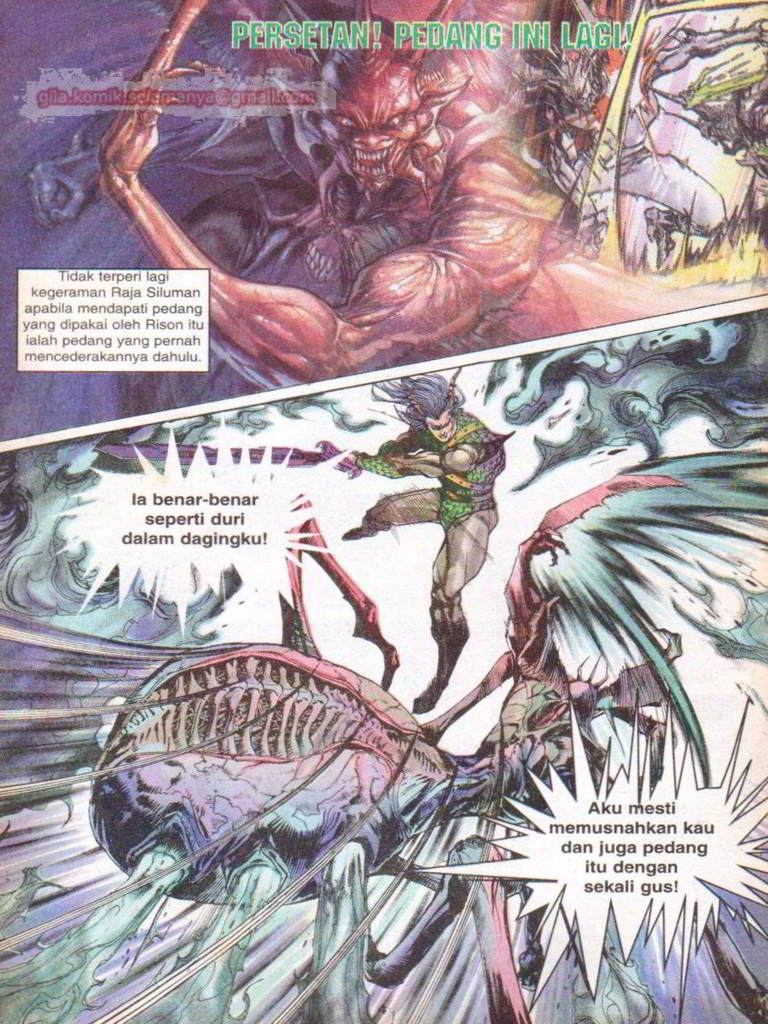 PERSETAN! PEDANG INI LAGI!
gila.komik.selamanya@gmail.com
Tidak terperi lagi
kegeraman Raja Siluman
apabila mendapati pedang
yang dipakai oleh Rison itu
ialah pedang yang pernah
mencederakannya dahulu.
Ia benar-benar
seperti duri
dalam dagingku!
Aku mesti
memusnahkan kau
dan juga pedang
itu dengan
sekali gus!